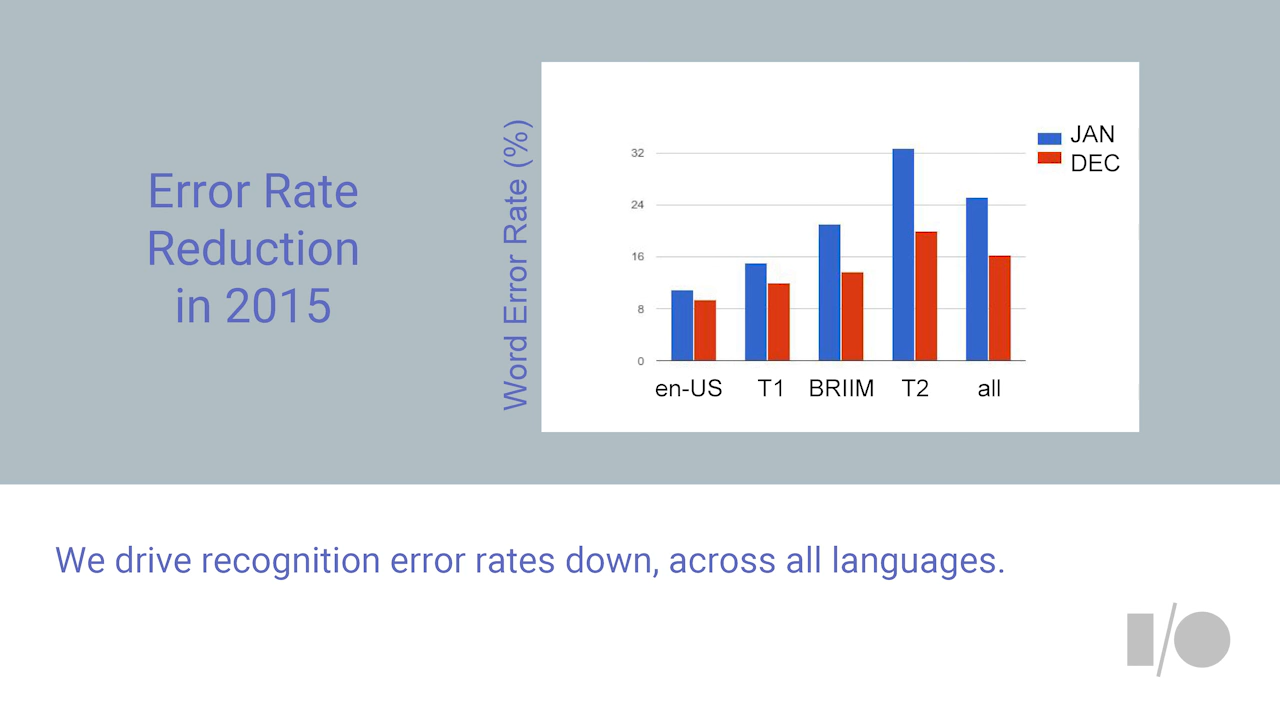 Error Rate
Reduction
in 2015
Word Error Rate (%)
32
24
16
8
0
JAN
DEC
en-US T1 BRIIM T2 all
We drive recognition error rates down, across all languages.
I/O